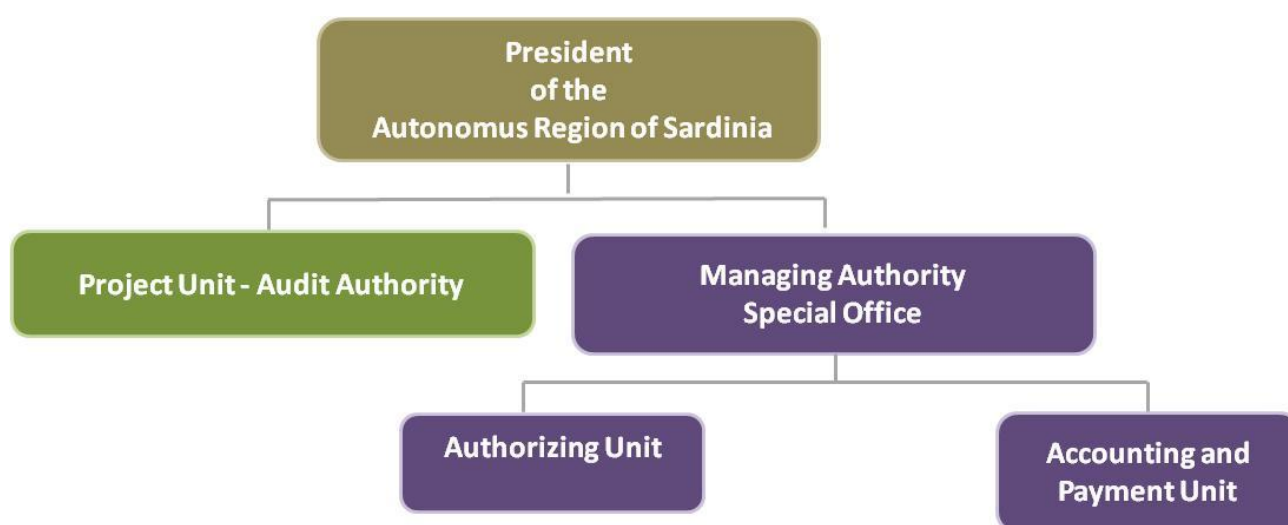 President
of the
Autonomus Region of Sardinia
Project Unit - Audit Authority
Managing Authority
Special Office
Authorizing Unit
Accounting and
Payment Unit